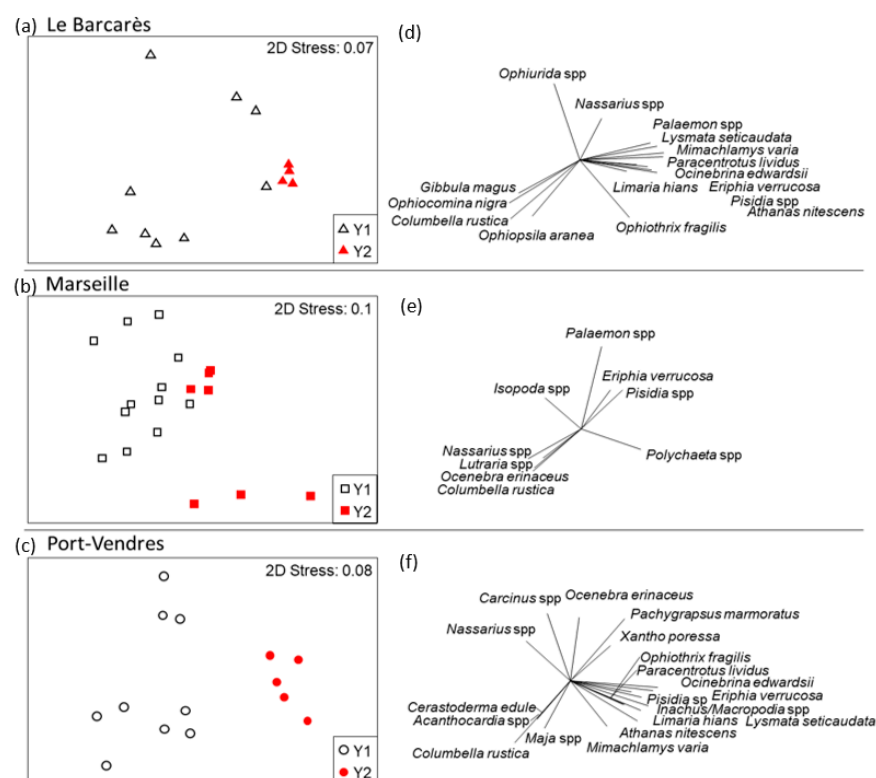 (a) Le Barcarès
2D Stress: 0.07
Y1
Y2
(d)
Ophiurida spp
Nassarius spp
Palaemon spp
Lysmata seticaudata
Mimachlamys varia
Paracentrotus lividus
Ocinebrina edwardsii
Limaria hians Eriphia verrucosa
Pisidia spp
Athanas nitescens
Gibbula magus
Ophiocomina nigra
Columbella rustica
Ophiopsila aranea
Ophiothrix fragilis
(b) Marseille
2D Stress: 0.1
Y1
Y2
(e)
Palaemon spp
Eriphia verrucosa
Isopoda spp
Pisidia spp
Nassarius spp
Lutraria spp
Ocenebra erinaceus
Columbella rustica
Polychaeta spp
(c) Port-Vendres
2D Stress: 0.08
Y1
Y2
(f)
Carcinus spp
Ocenebra erinaceus
Pachygrapsus marmoratus
Nassarius spp
Xantho poressa
Ophiothrix fragilis
Paracentrotus lividus
Ocinebrina edwardsii
Pisidia sp Eriphia verrucosa
Inachus/Macropodia spp
Limaria hians Lysmata seticaudata
Athanas nitescens
Mimachlamys varia
Cerastoderma edule
Acanthocardia spp
Maja spp
Columbella rustica